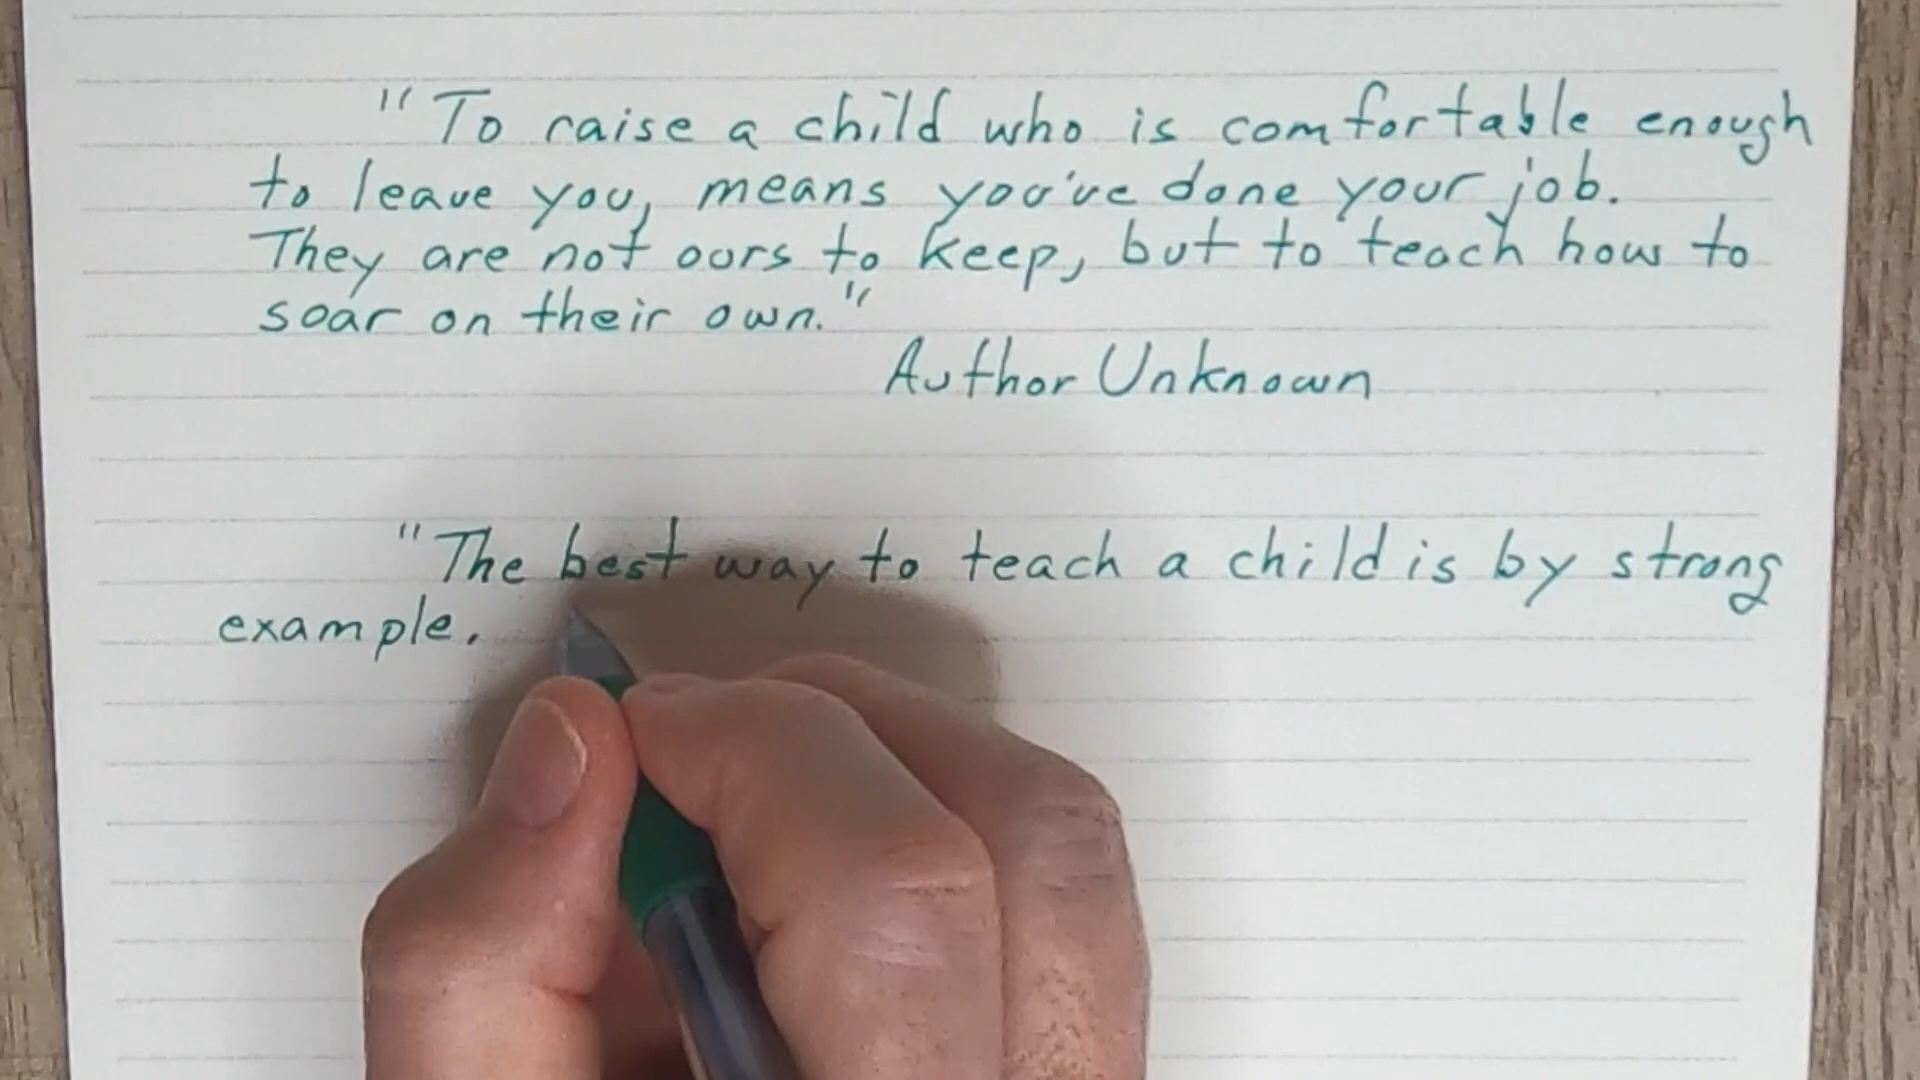 "To raise a child who is comfortable enough
to leave you, means you've done your job.
They are not ours to keep, but to teach how to
soar on their own."
Author Unknown
"The best way to teach a child is by strong
example.